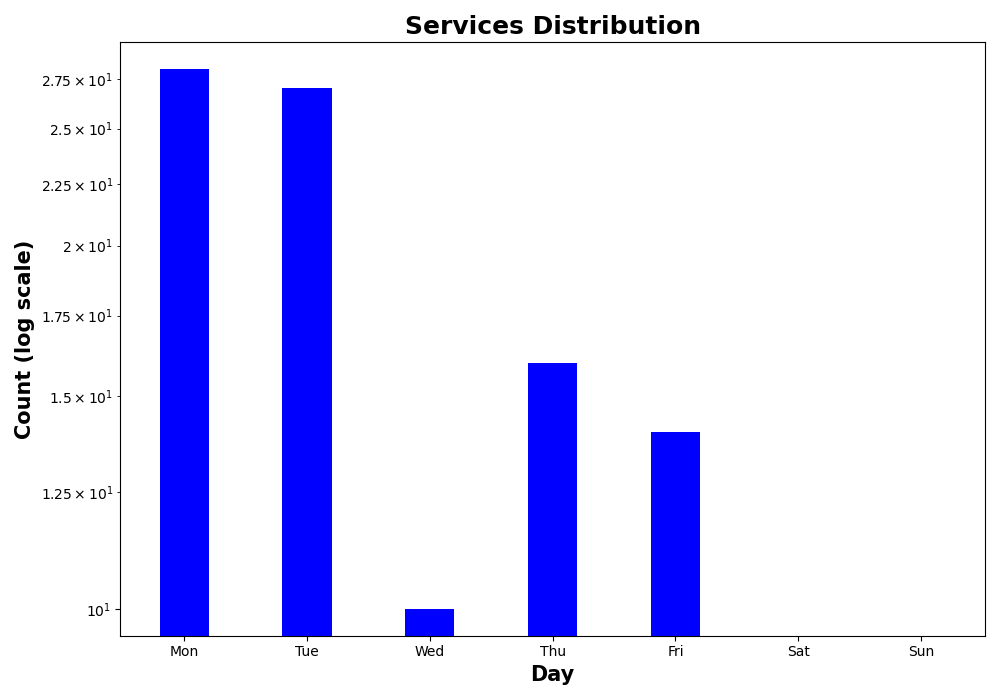 Services Distribution
Count (log scale)
2.75 × 10¹
2.5 × 10¹
2.25 × 10¹
2 × 10¹
1.75 × 10¹
1.5 × 10¹
1.25 × 10¹
10¹
Mon Tue Wed Thu Fri Sat Sun
Day